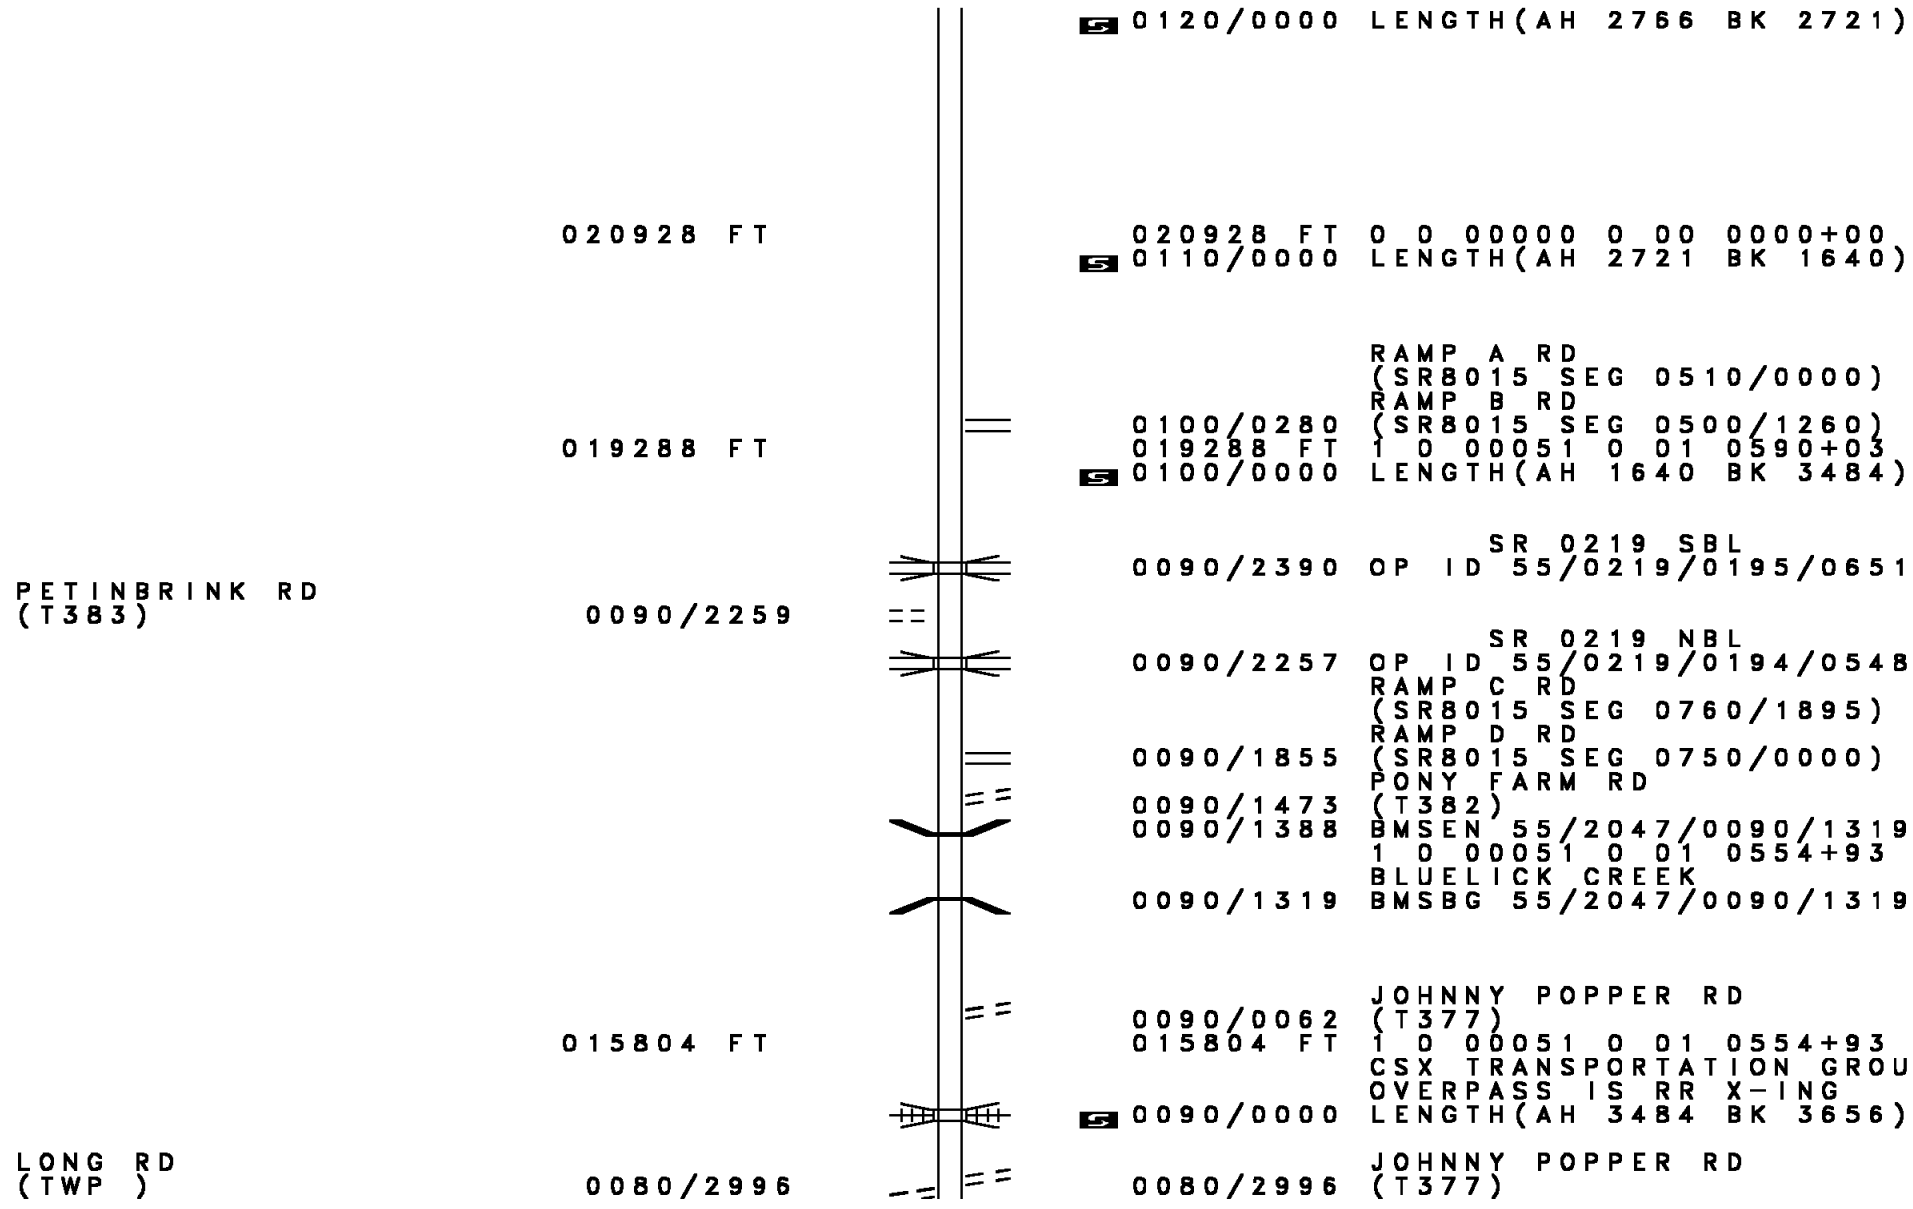 0120/0000 LENGTH(AH 2766 BK 2721)
020928 FT 020928 FT 0 0 00000 0 00 0000+00
0110/0000 LENGTH(AH 2721 BK 1640)
RAMP A RD
(SR8015 SEG 0510/0000)
RAMP B RD
0100/0280 (SR8015 SEG 0500/1260)
019288 FT 019288 FT 1 0 00051 0 01 0590+03
0100/0000 LENGTH(AH 1640 BK 3484)
SR 0219 SBL
0090/2390 OP ID 55/0219/0195/0651
PETINBRINK RD
(T383) 0090/2259
SR 0219 NBL
0090/2257 OP ID 55/0219/0194/0548
RAMP C RD
(SR8015 SEG 0760/1895)
RAMP D RD
0090/1855 (SR8015 SEG 0750/0000)
PONY FARM RD
0090/1473 (T382)
0090/1388 BMSEN 55/2047/0090/1319
1 0 00051 0 01 0554+93
BLUELICK CREEK
0090/1319 BMSBG 55/2047/0090/1319
JOHNNY POPPER RD
0090/0062 (T377)
015804 FT 015804 FT 1 0 00051 0 01 0554+93
CSX TRANSPORTATION GROU
OVERPASS IS RR X-ING
0090/0000 LENGTH(AH 3484 BK 3656)
LONG RD JOHNNY POPPER RD
(TWP ) 0080/2996 0080/2996 (T377)